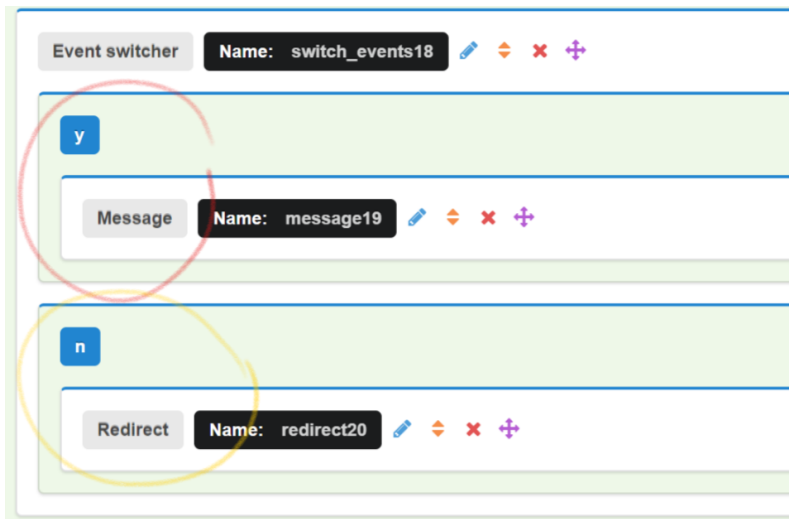 Event switcher Name: switch_events18
y
Message Name: message19
n
Redirect Name: redirect20